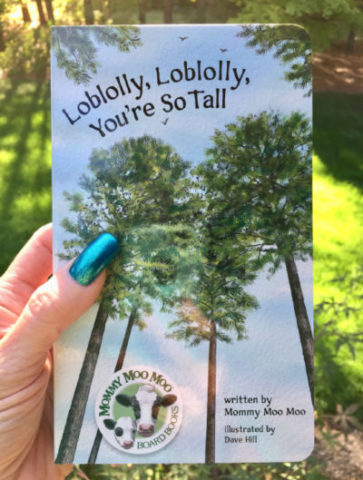 Loblolly, Loblolly,
You're So Tall
MOMMY MOO MOO
BOARD BOOKS
written by
Mommy Moo Moo
illustrated by
Dave Hill